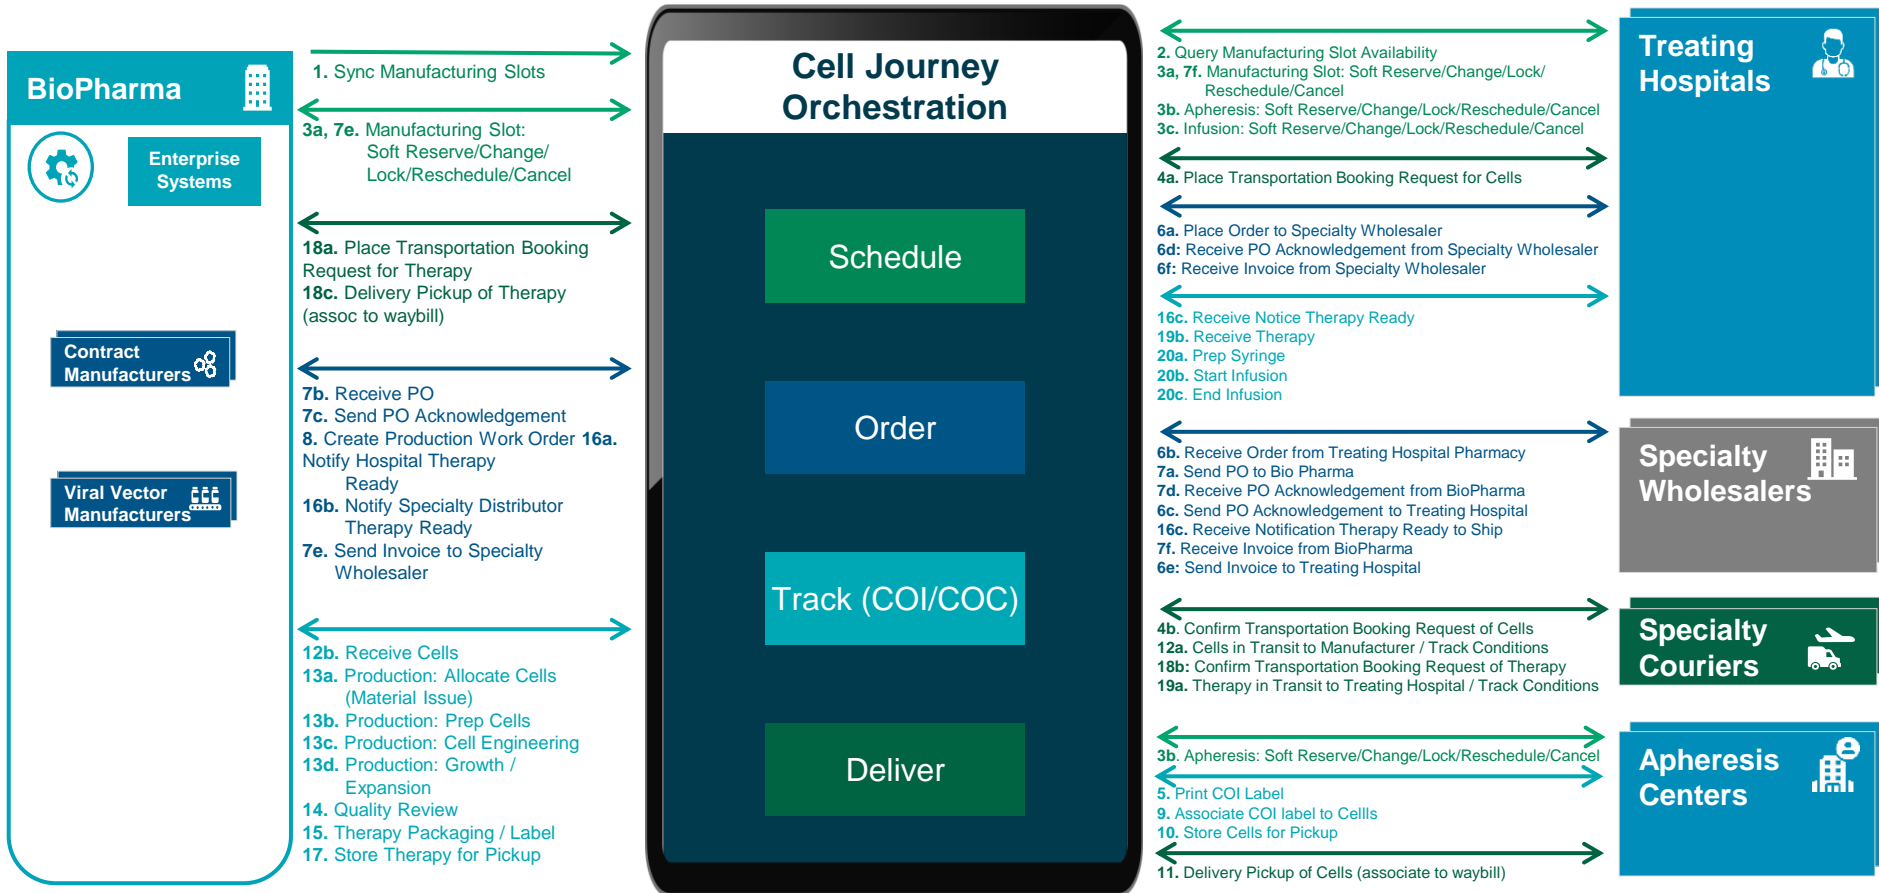 BioPharma
Enterprise
Systems
Contract
Manufacturers
Viral Vector
Manufacturers
1. Sync Manufacturing Slots
3a, 7e. Manufacturing Slot:
Soft Reserve/Change/
Lock/Reschedule/Cancel
18a. Place Transportation Booking
Request for Therapy
18c. Delivery Pickup of Therapy
(assoc to waybill)
7b. Receive PO
7c. Send PO Acknowledgement
8. Create Production Work Order 16a.
Notify Hospital Therapy
Ready
16b. Notify Specialty Distributor
Therapy Ready
7e. Send Invoice to Specialty
Wholesaler
12b. Receive Cells
13a. Production: Allocate Cells
(Material Issue)
13b. Production: Prep Cells
13c. Production: Cell Engineering
13d. Production: Growth /
Expansion
14. Quality Review
15. Therapy Packaging / Label
17. Store Therapy for Pickup
Cell Journey
Orchestration
Schedule
Order
Track (COI/COC)
Deliver
2. Query Manufacturing Slot Availability
3a, 7f. Manufacturing Slot: Soft Reserve/Change/Lock/
Reschedule/Cancel
3b. Apheresis: Soft Reserve/Change/Lock/Reschedule/Cancel
3c. Infusion: Soft Reserve/Change/Lock/Reschedule/Cancel
4a. Place Transportation Booking Request for Cells
6a. Place Order to Specialty Wholesaler
6d: Receive PO Acknowledgement from Specialty Wholesaler
6f: Receive Invoice from Specialty Wholesaler
16c. Receive Notice Therapy Ready
19b. Receive Therapy
20a. Prep Syringe
20b. Start Infusion
20c. End Infusion
6b. Receive Order from Treating Hospital Pharmacy
7a. Send PO to Bio Pharma
7d. Receive PO Acknowledgement from BioPharma
6c. Send PO Acknowledgement to Treating Hospital
16c. Receive Notification Therapy Ready to Ship
7f. Receive Invoice from BioPharma
6e: Send Invoice to Treating Hospital
4b. Confirm Transportation Booking Request of Cells
12a. Cells in Transit to Manufacturer / Track Conditions
18b: Confirm Transportation Booking Request of Therapy
19a. Therapy in Transit to Treating Hospital / Track Conditions
3b. Apheresis: Soft Reserve/Change/Lock/Reschedule/Cancel
5. Print COI Label
9. Associate COI label to Cellls
10. Store Cells for Pickup
11. Delivery Pickup of Cells (associate to waybill)
Treating
Hospitals
Specialty
Wholesalers
Specialty
Couriers
Apheresis
Centers